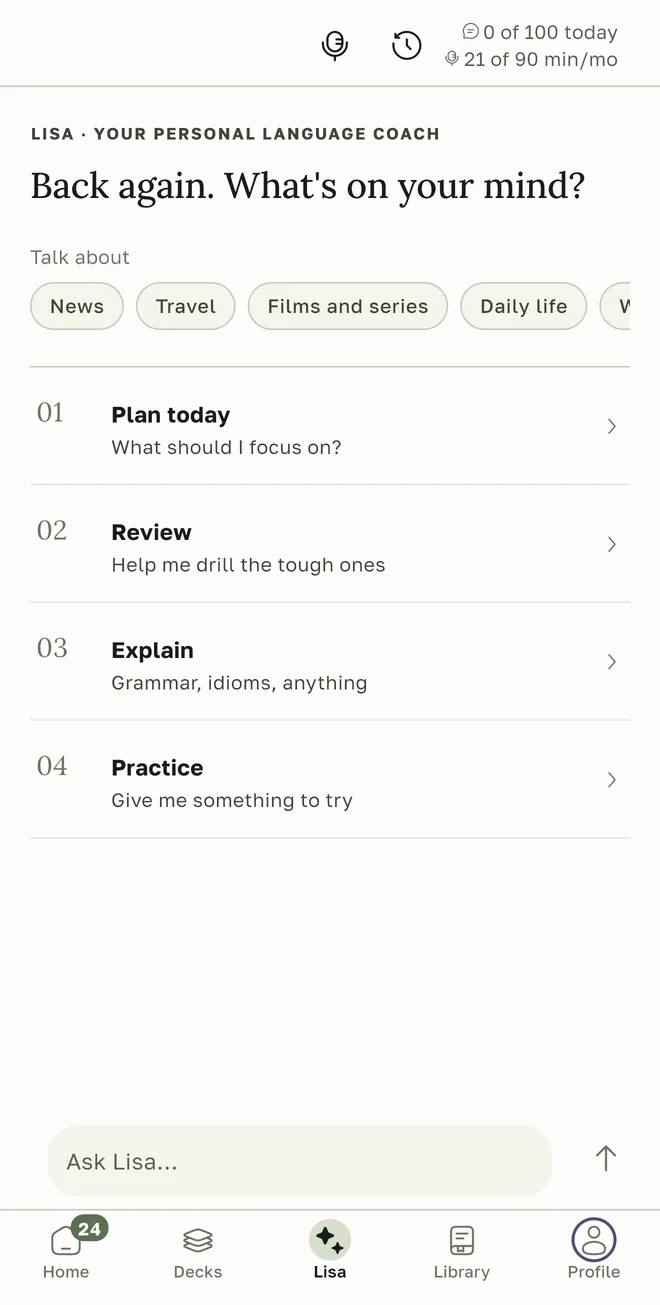 0 of 100 today
21 of 90 min/mo
LISA · YOUR PERSONAL LANGUAGE COACH
Back again. What's on your mind?
Talk about
News
Travel
Films and series
Daily life
01
Plan today
What should I focus on?
02
Review
Help me drill the tough ones
03
Explain
Grammar, idioms, anything
04
Practice
Give me something to try
Ask Lisa...
24
Home
Decks
Lisa
Library
Profile